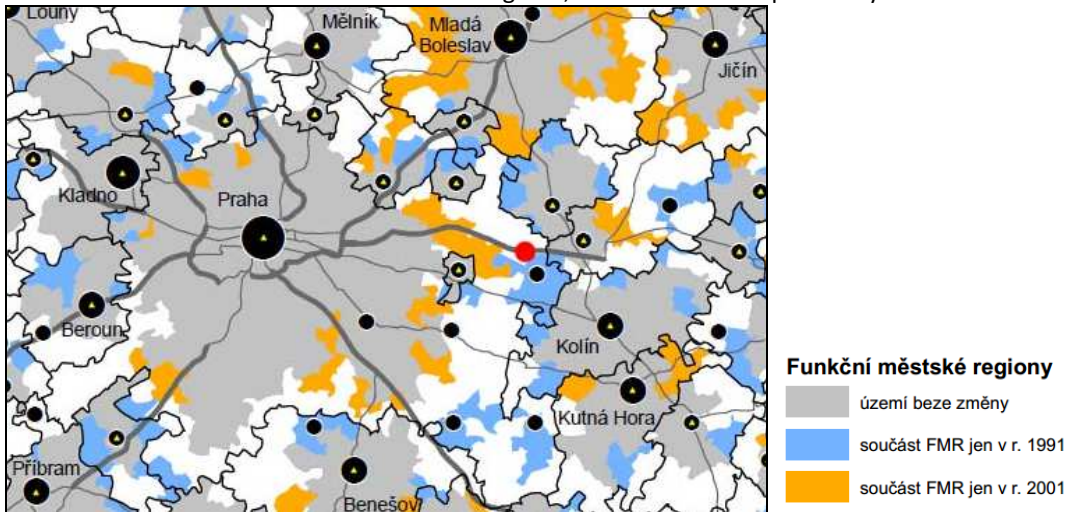 Louny
Mělník
Mladá
Boleslav
Jičín
Kladno
Praha
Beroun
Kolín
Kutná Hora
Příbram
Benešov
Funkční městské regiony
území beze změny
součást FMR jen v r. 1991
součást FMR jen v r. 2001